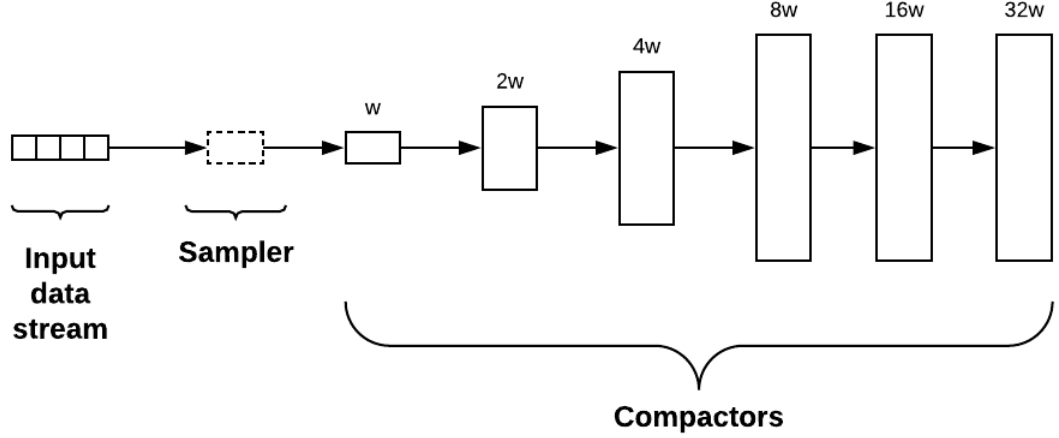 8w
16w
32w
4w
2w
w
Input
data
stream
Sampler
Compactors